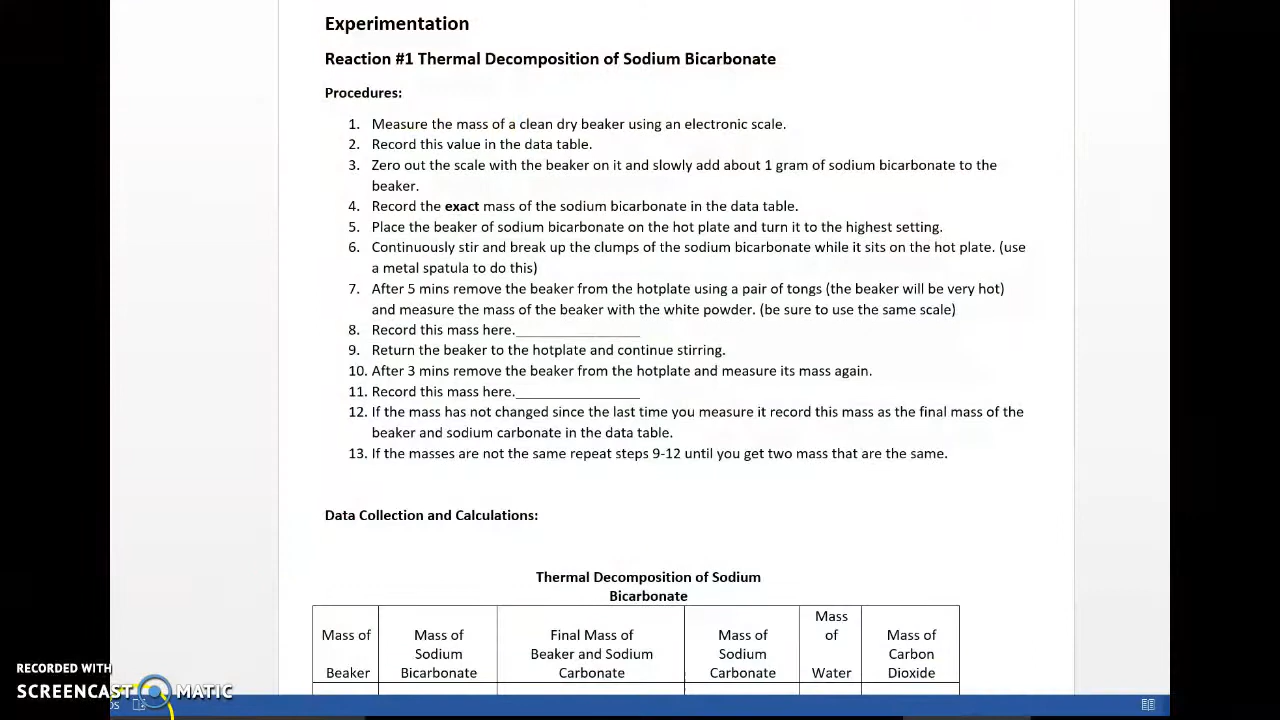 Experimentation
Reaction #1 Thermal Decomposition of Sodium Bicarbonate
Procedures:
1. Measure the mass of a clean dry beaker using an electronic scale.
2. Record this value in the data table.
3. Zero out the scale with the beaker on it and slowly add about 1 gram of sodium bicarbonate to the
beaker.
4. Record the exact mass of the sodium bicarbonate in the data table.
5. Place the beaker of sodium bicarbonate on the hot plate and turn it to the highest setting.
6. Continuously stir and break up the clumps of the sodium bicarbonate while it sits on the hot plate. (use
a metal spatula to do this)
7. After 5 mins remove the beaker from the hotplate using a pair of tongs (the beaker will be very hot)
and measure the mass of the beaker with the white powder. (be sure to use the same scale)
8. Record this mass here._______________
9. Return the beaker to the hotplate and continue stirring.
10. After 3 mins remove the beaker from the hotplate and measure its mass again.
11. Record this mass here._______________
12. If the mass has not changed since the last time you measure it record this mass as the final mass of the
beaker and sodium carbonate in the data table.
13. If the masses are not the same repeat steps 9-12 until you get two mass that are the same.
Data Collection and Calculations:
Thermal Decomposition of Sodium
Bicarbonate
Mass of
Beaker
Mass of
Sodium
Bicarbonate
Final Mass of
Beaker and Sodium
Carbonate
Mass of
Sodium
Carbonate
Mass
of
Water
Mass of
Carbon
Dioxide
RECORDED WITH
SCREENCAST MATIC